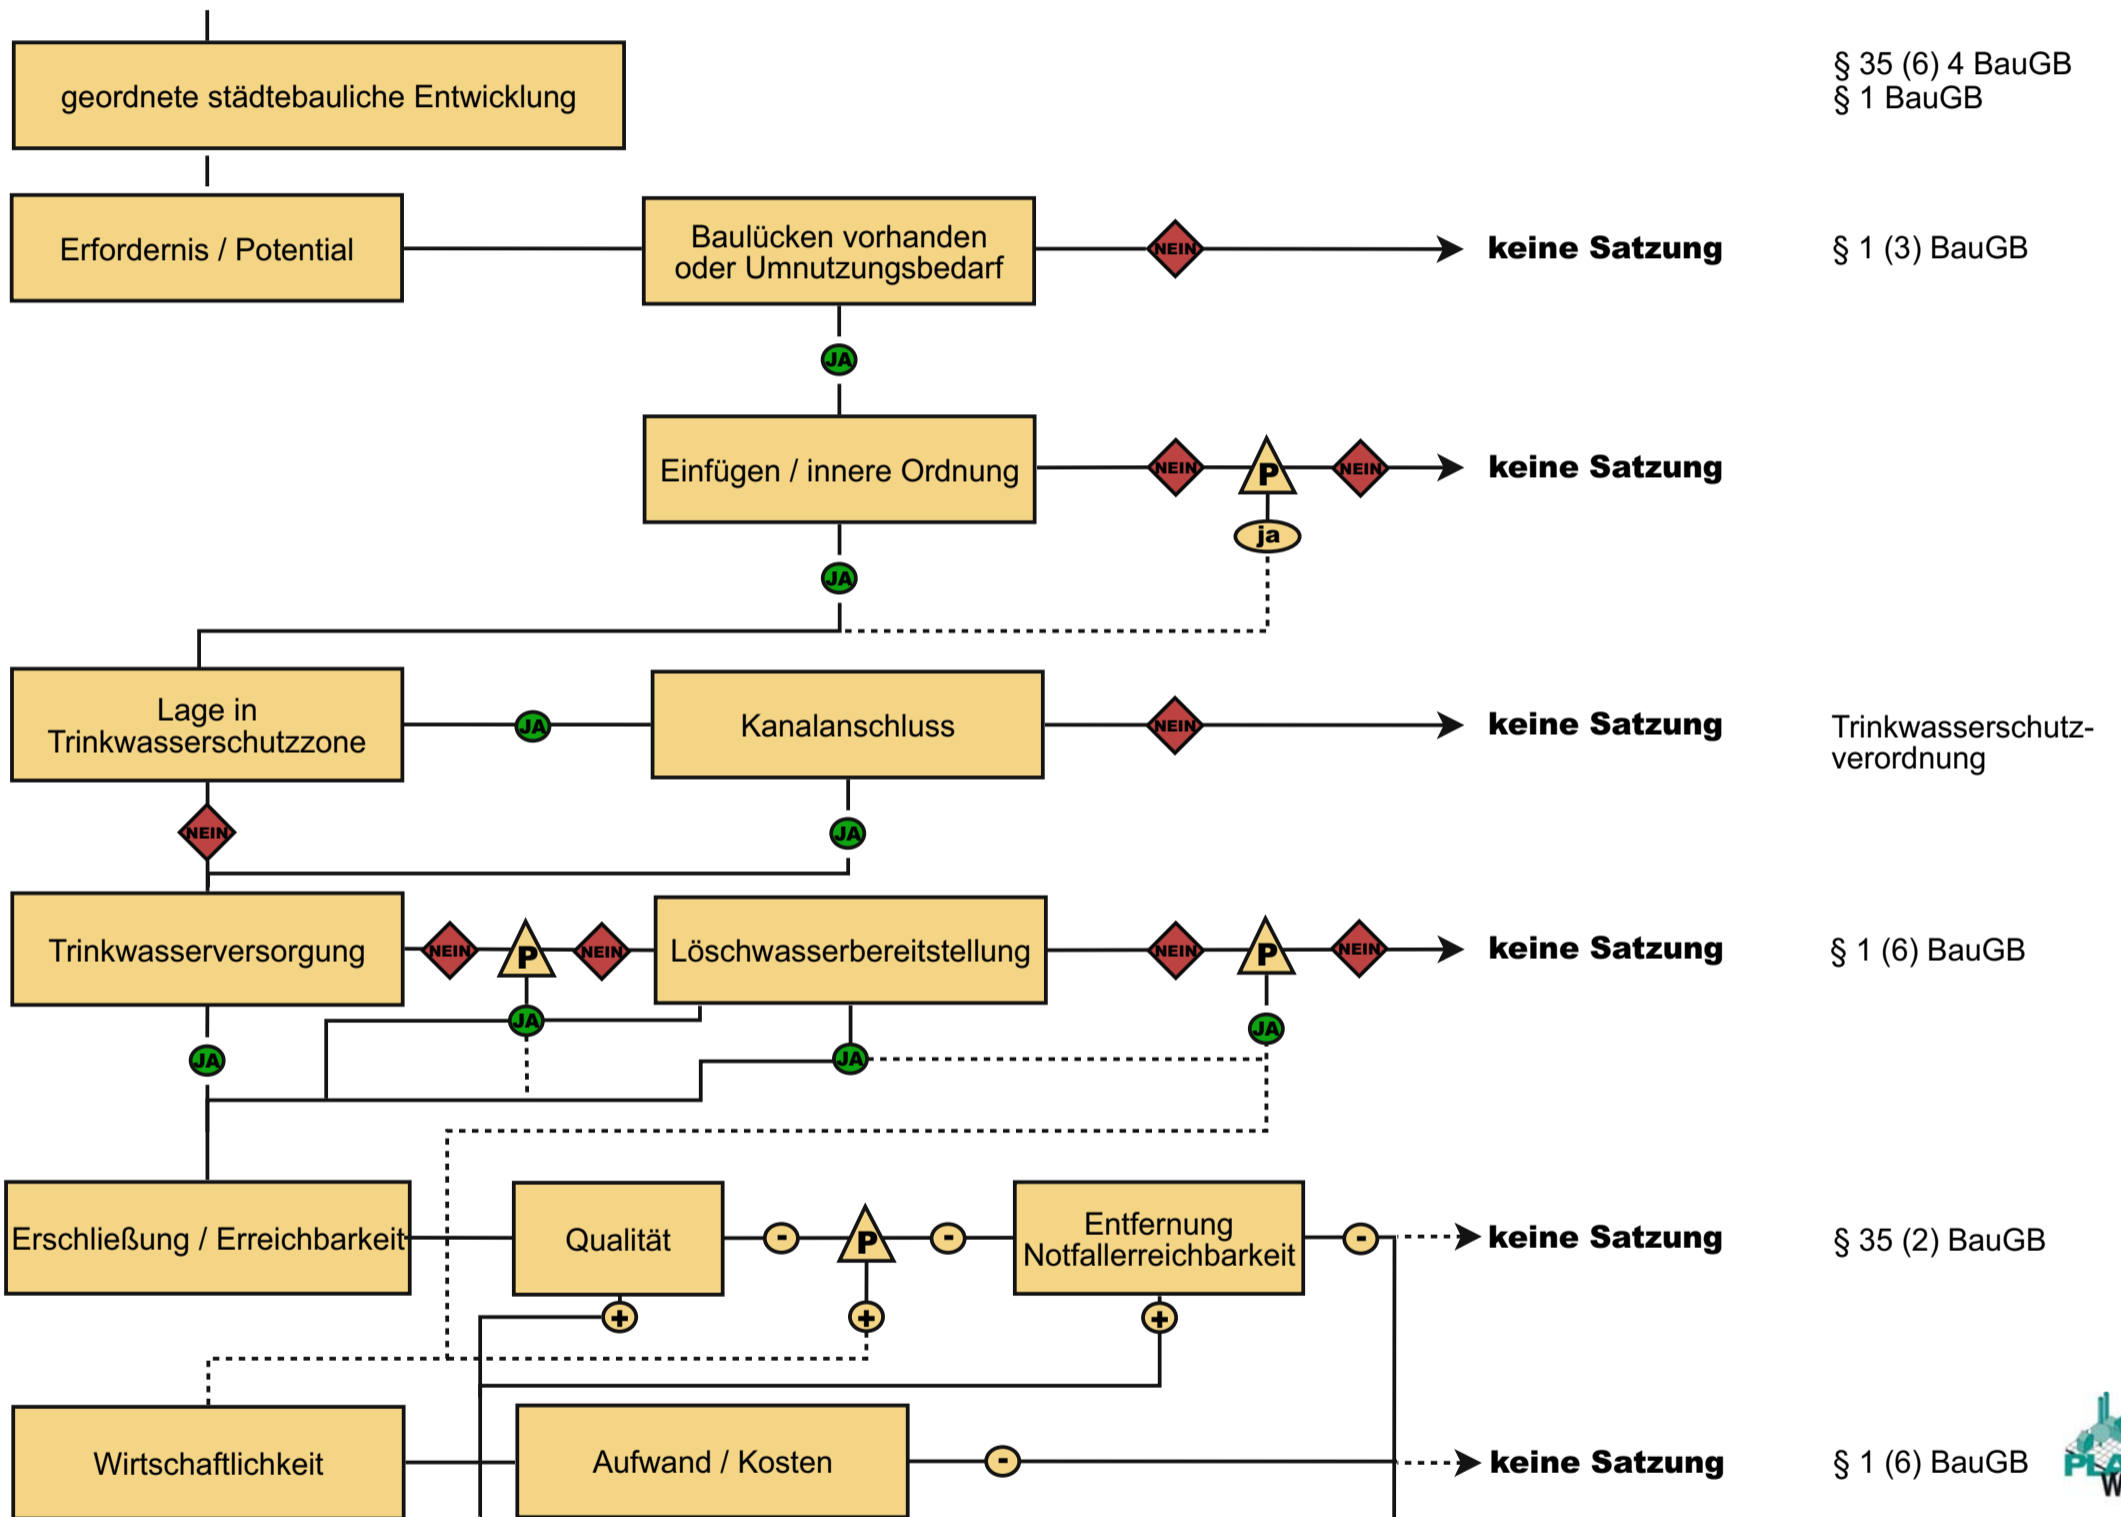 geordnete städtebauliche Entwicklung
§ 35 (6) 4 BauGB
§ 1 BauGB
Erfordernis / Potential
Baulücken vorhanden
oder Umnutzungsbedarf
NEIN
keine Satzung
§ 1 (3) BauGB
JA
Einfügen / innere Ordnung
NEIN
P
NEIN
keine Satzung
ja
JA
Lage in
Trinkwasserschutzzone
JA
Kanalanschluss
NEIN
keine Satzung
Trinkwasserschutz-
verordnung
NEIN
JA
Trinkwasserversorgung
NEIN
P
NEIN
Löschwasserbereitstellung
NEIN
P
NEIN
keine Satzung
§ 1 (6) BauGB
JA
JA
JA
JA
Erschließung / Erreichbarkeit
Qualität
-
P
-
Entfernung
Notfallerreichbarkeit
-
keine Satzung
§ 35 (2) BauGB
+
+
+
Wirtschaftlichkeit
Aufwand / Kosten
-
keine Satzung
§ 1 (6) BauGB